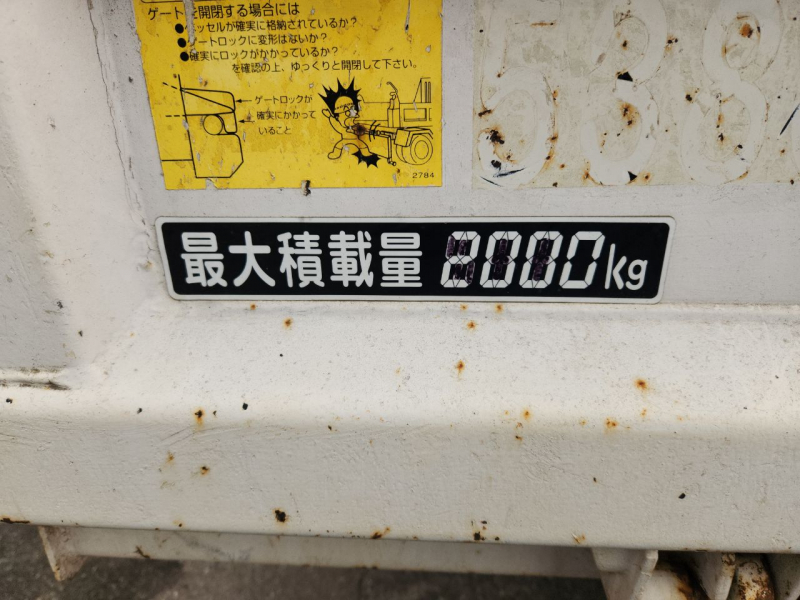 ゲートを開閉する場合には
●ベッセルが確実に格納されているか?
●ゲートロックに変形はないか?
●確実にロックがかかっているか?
を確認の上、ゆっくりと開閉して下さい。
ゲートロックが
確実にかかって
いること
2784
538
最大積載量 8000kg